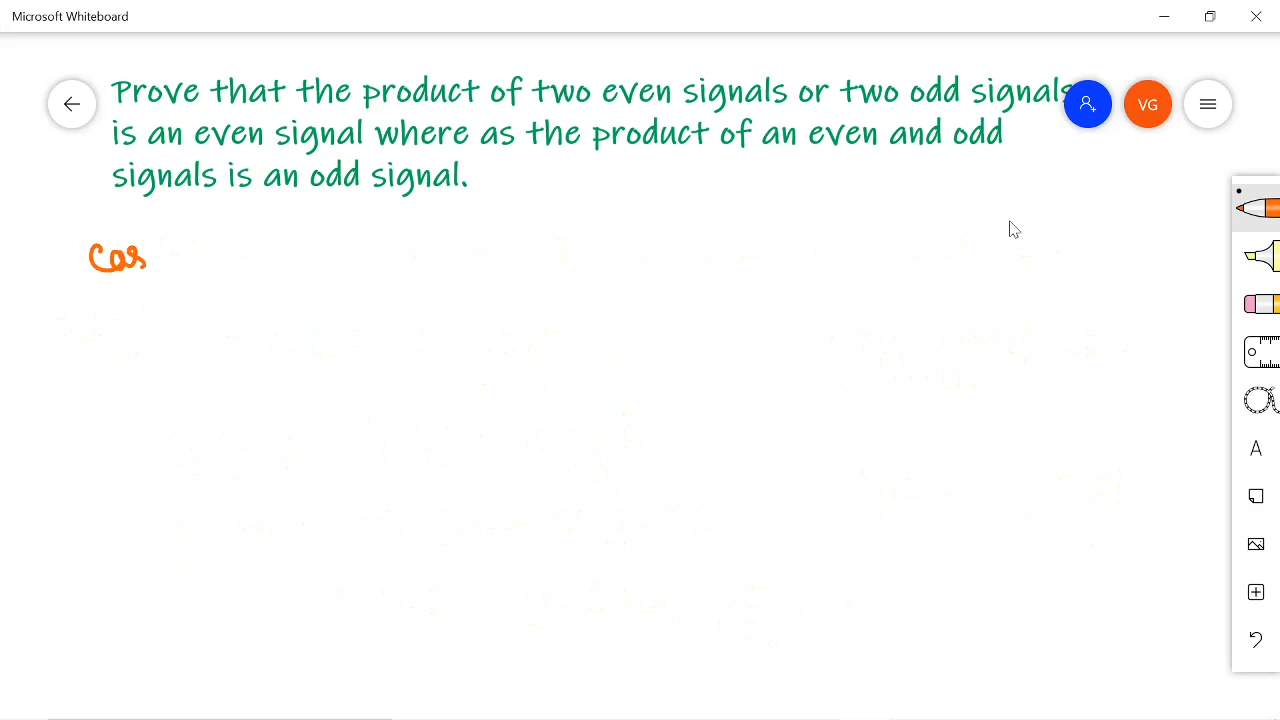 Microsoft Whiteboard
Prove that the product of two even signals or two odd signals
is an even signal where as the product of an even and odd
signals is an odd signal.
VG
Cas
A